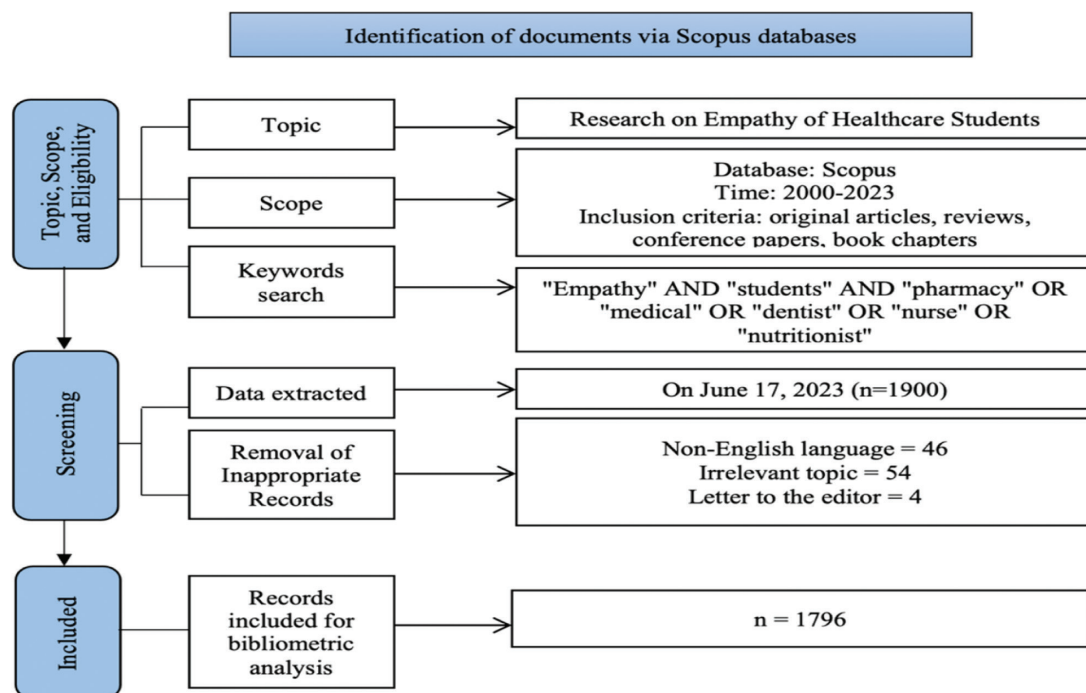 Identification of documents via Scopus databases
Topic, Scope,
and Eligibility
Topic
Research on Empathy of Healthcare Students
Scope
Database: Scopus
Time: 2000-2023
Inclusion criteria: original articles, reviews,
conference papers, book chapters
Keywords
search
"Empathy" AND "students" AND "pharmacy" OR
"medical" OR "dentist" OR "nurse" OR
"nutritionist"
Screening
Data extracted
On June 17, 2023 (n=1900)
Removal of
Inappropriate
Records
Non-English language = 46
Irrelevant topic = 54
Letter to the editor = 4
Included
Records
included for
bibliometric
analysis
n = 1796